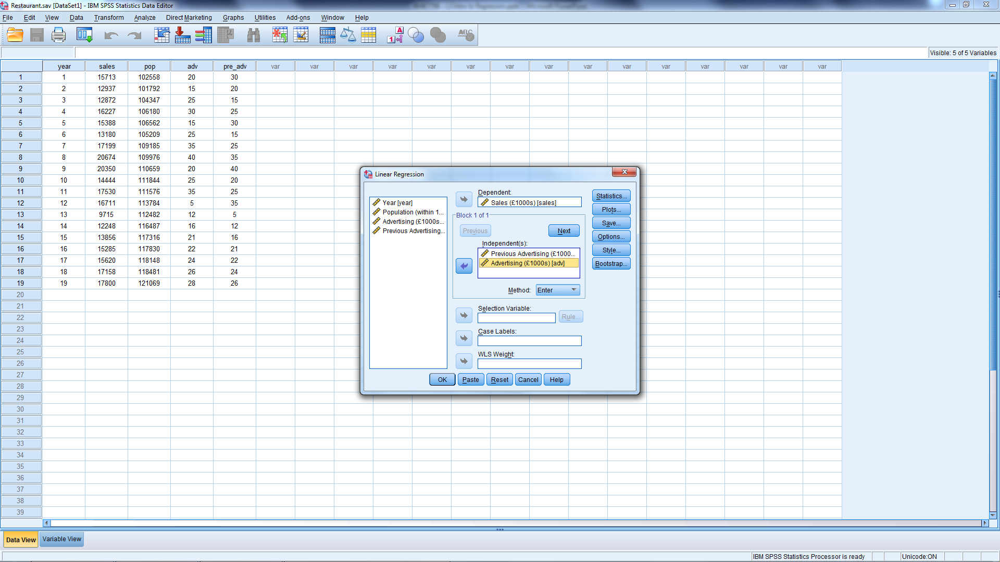 Restaurant.sav [DataSet1] - IBM SPSS Statistics Data Editor
File Edit View Data Transform Analyze Direct Marketing Graphs Utilities Add-ons Window Help
Visible: 5 of 5 Variables
year sales pop adv pre_adv var var var var var var var var var var var var var var var
1 1 15713 102558 20 30
2 2 12937 101792 15 20
3 3 12872 104347 25 15
4 4 16227 106180 30 25
5 5 15388 106562 15 30
6 6 13180 105209 25 15
7 7 17199 109185 35 25
8 8 20674 109976 40 35
9 9 20350 110659 20 40
10 10 14444 111844 25 20
11 11 17530 111576 35 25
12 12 16711 113784 5 35
13 13 9715 112482 12 5
14 14 12248 116487 16 12
15 15 13856 117316 21 16
16 16 15285 117830 22 21
17 17 15620 118148 24 22
18 18 17158 118481 26 24
19 19 17800 121069 28 26
20
21
22
23
24
25
26
27
28
29
30
31
32
33
34
35
36
37
38
39
Linear Regression
Year [year]
Population (within 1...
Advertising (£1000s...
Previous Advertising...
Dependent:
Sales (£1000s) [sales]
Block 1 of 1
Previous Next
Independent(s):
Previous Advertising (£1000...
Advertising (£1000s) [adv]
Method: Enter
Selection Variable:
Rule...
Case Labels:
WLS Weight:
Statistics...
Plots...
Save...
Options...
Style...
Bootstrap...
OK Paste Reset Cancel Help
Data View Variable View
IBM SPSS Statistics Processor is ready Unicode:ON